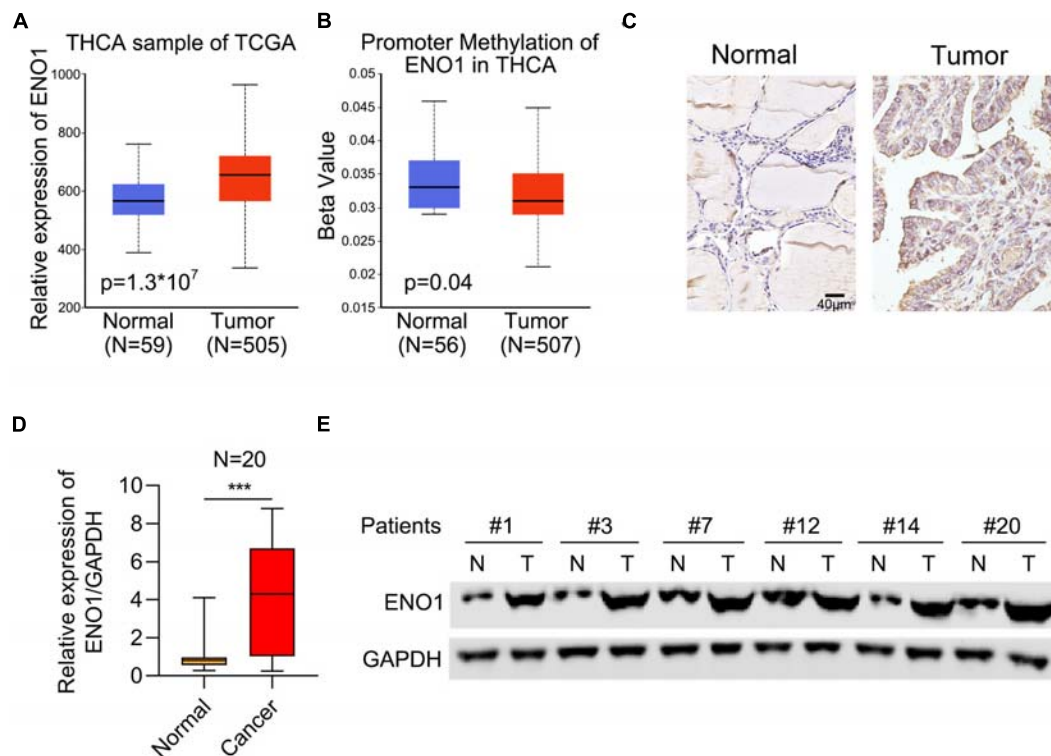 A
THCA sample of TCGA
Relative expression of ENO1
1000
800
600
400
200
p=1.3*10⁷
Normal
(N=59)
Tumor
(N=505)
B
Promoter Methylation of
ENO1 in THCA
Beta Value
0.05
0.045
0.04
0.035
0.03
0.025
0.02
0.015
p=0.04
Normal
(N=56)
Tumor
(N=507)
C
Normal
Tumor
40μm
D
N=20
***
Relative expression of
ENO1/GAPDH
10
8
6
4
2
0
Normal
Cancer
E
Patients #1 #3 #7 #12 #14 #20
N T N T N T N T N T N T
ENO1
GAPDH